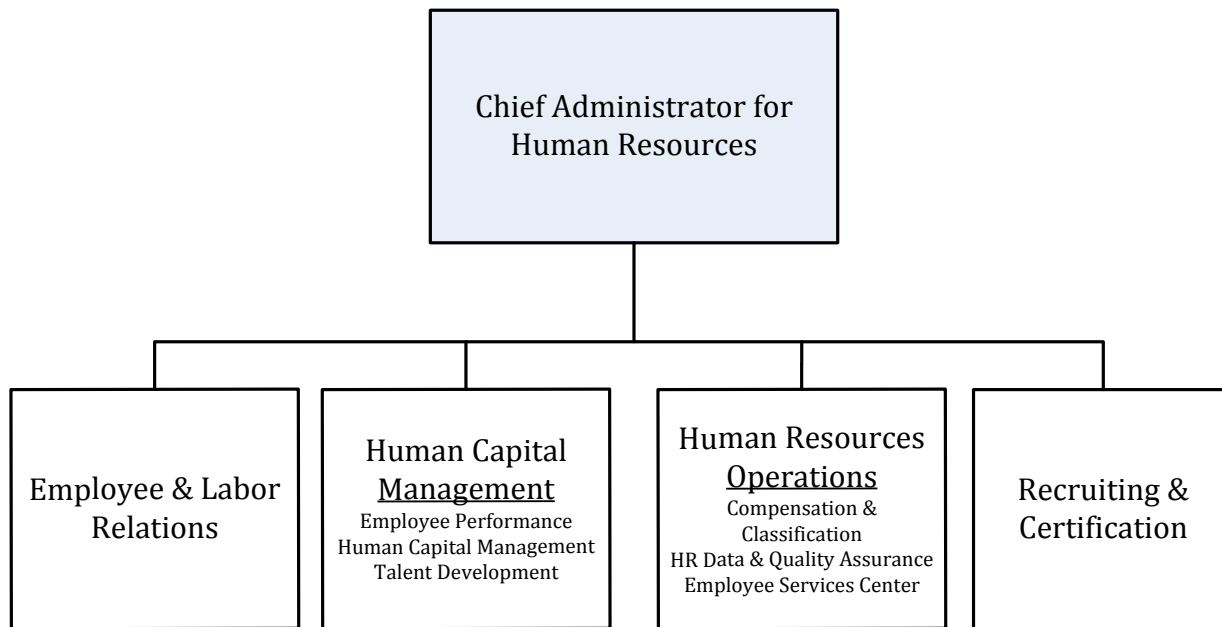 Chief Administrator for
Human Resources
Employee & Labor
Relations
Human Capital
Management
Employee Performance
Human Capital Management
Talent Development
Human Resources
Operations
Compensation &
Classification
HR Data & Quality Assurance
Employee Services Center
Recruiting &
Certification